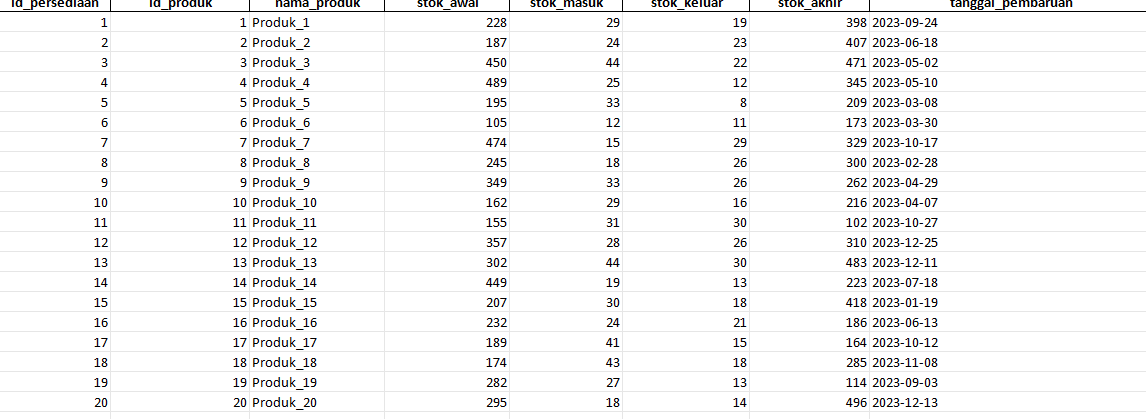 id_persediaan id_produk nama_produk stok_awal stok_masuk stok_keluar stok_akhir tanggal_pembaruan
1 1 Produk_1 228 29 19 398 2023-09-24
2 2 Produk_2 187 24 23 407 2023-06-18
3 3 Produk_3 450 44 22 471 2023-05-02
4 4 Produk_4 489 25 12 345 2023-05-10
5 5 Produk_5 195 33 8 209 2023-03-08
6 6 Produk_6 105 12 11 173 2023-03-30
7 7 Produk_7 474 15 29 329 2023-10-17
8 8 Produk_8 245 18 26 300 2023-02-28
9 9 Produk_9 349 33 26 262 2023-04-29
10 10 Produk_10 162 29 16 216 2023-04-07
11 11 Produk_11 155 31 30 102 2023-10-27
12 12 Produk_12 357 28 26 310 2023-12-25
13 13 Produk_13 302 44 30 483 2023-12-11
14 14 Produk_14 449 19 13 223 2023-07-18
15 15 Produk_15 207 30 18 418 2023-01-19
16 16 Produk_16 232 24 21 186 2023-06-13
17 17 Produk_17 189 41 15 164 2023-10-12
18 18 Produk_18 174 43 18 285 2023-11-08
19 19 Produk_19 282 27 13 114 2023-09-03
20 20 Produk_20 295 18 14 496 2023-12-13